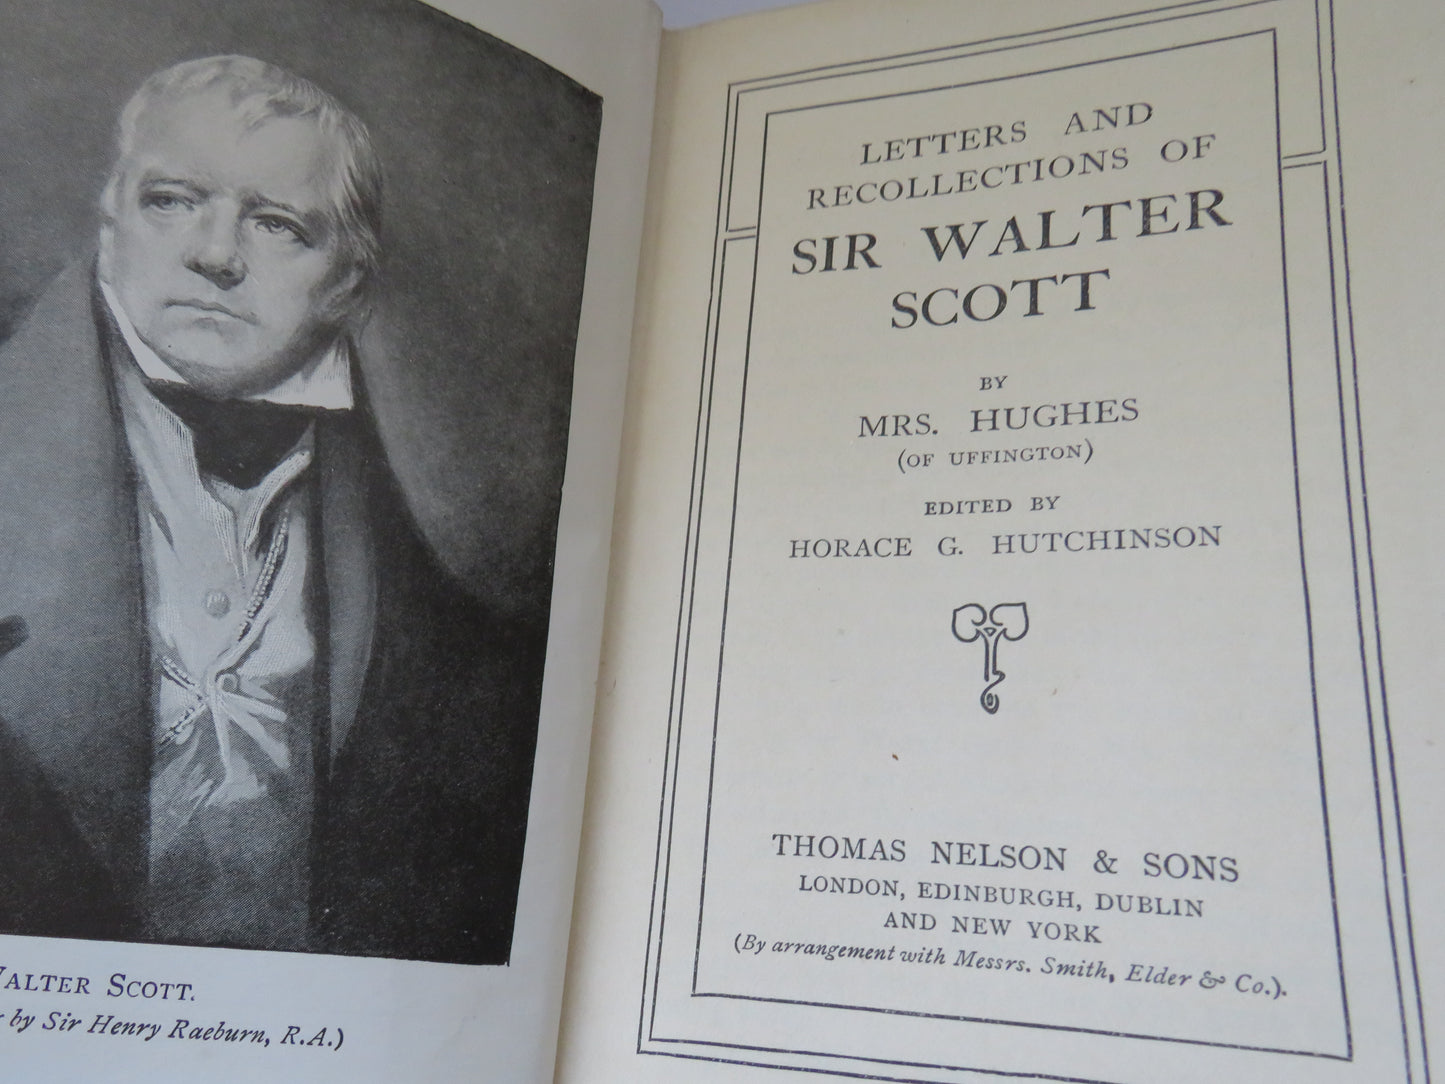 WALTER SCOTT.
by Sir Henry Raeburn, R.A.)
LETTERS AND
RECOLLECTIONS OF
SIR WALTER
SCOTT
BY
MRS. HUGHES
(OF UFFINGTON)
EDITED BY
HORACE G. HUTCHINSON
THOMAS NELSON & SONS
LONDON, EDINBURGH, DUBLIN
AND NEW YORK
(By arrangement with Messrs. Smith, Elder & Co.).